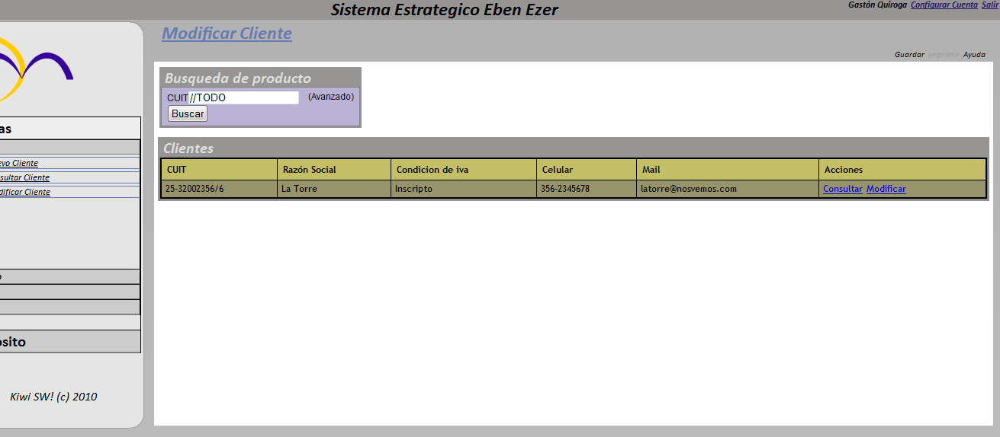 Sistema Estrategico Eben Ezer
Gastón Quiroga Configurar Cuenta Salir
Modificar Cliente
Guardar Imprimir Ayuda
Busqueda de producto
CUIT //TODO (Avanzado)
Buscar
Clientes
CUIT Razón Social Condicion de iva Celular Mail Acciones
25-32002356/6 La Torre Inscripto 356-2345678 latorre@nosvemos.com Consultar Modificar
as
evo Cliente
sultar Cliente
dificar Cliente
o
osito
Kiwi SW! (c) 2010